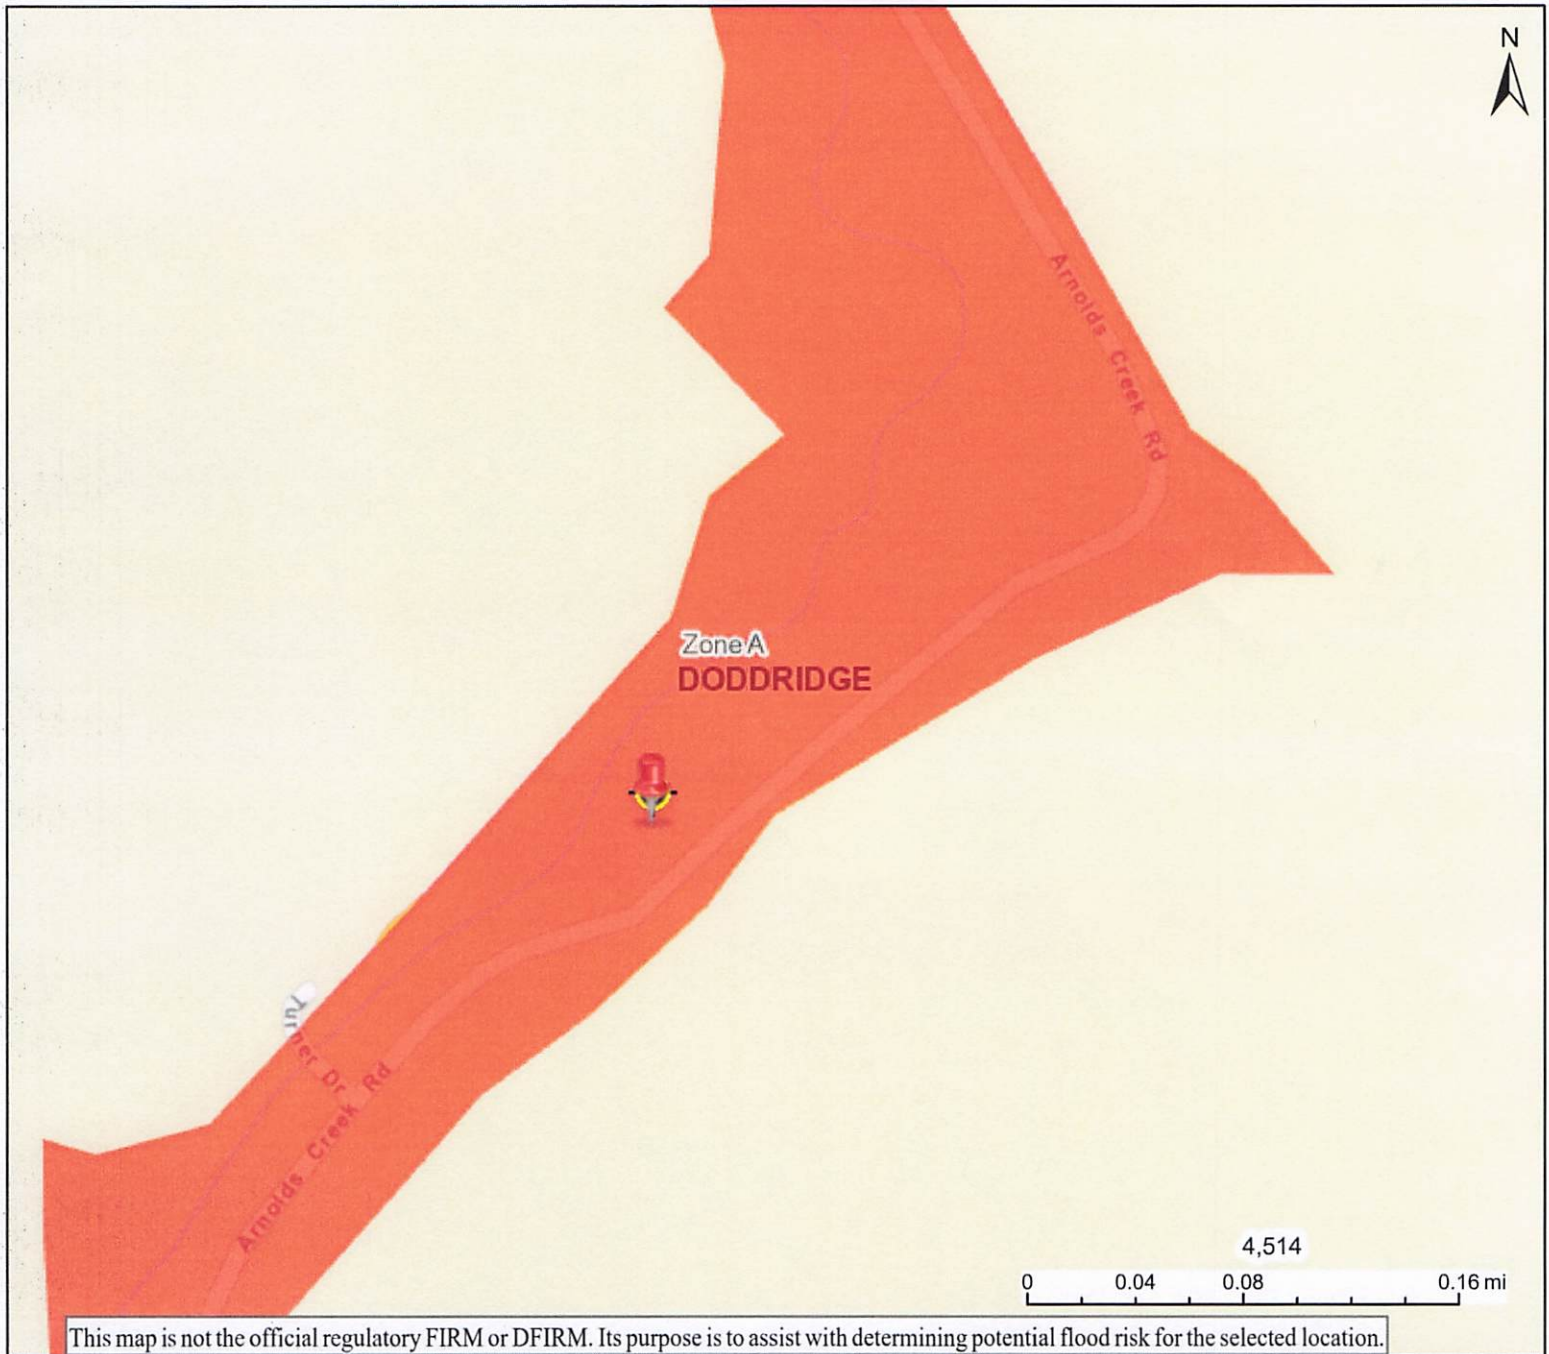 N
Arnolds Creek Rd
Zone A
DODDRIDGE
Turner Dr
Arnolds Creek Rd
4,514
0 0.04 0.08 0.16 mi
This map is not the official regulatory FIRM or DFIRM. Its purpose is to assist with determining potential flood risk for the selected location.